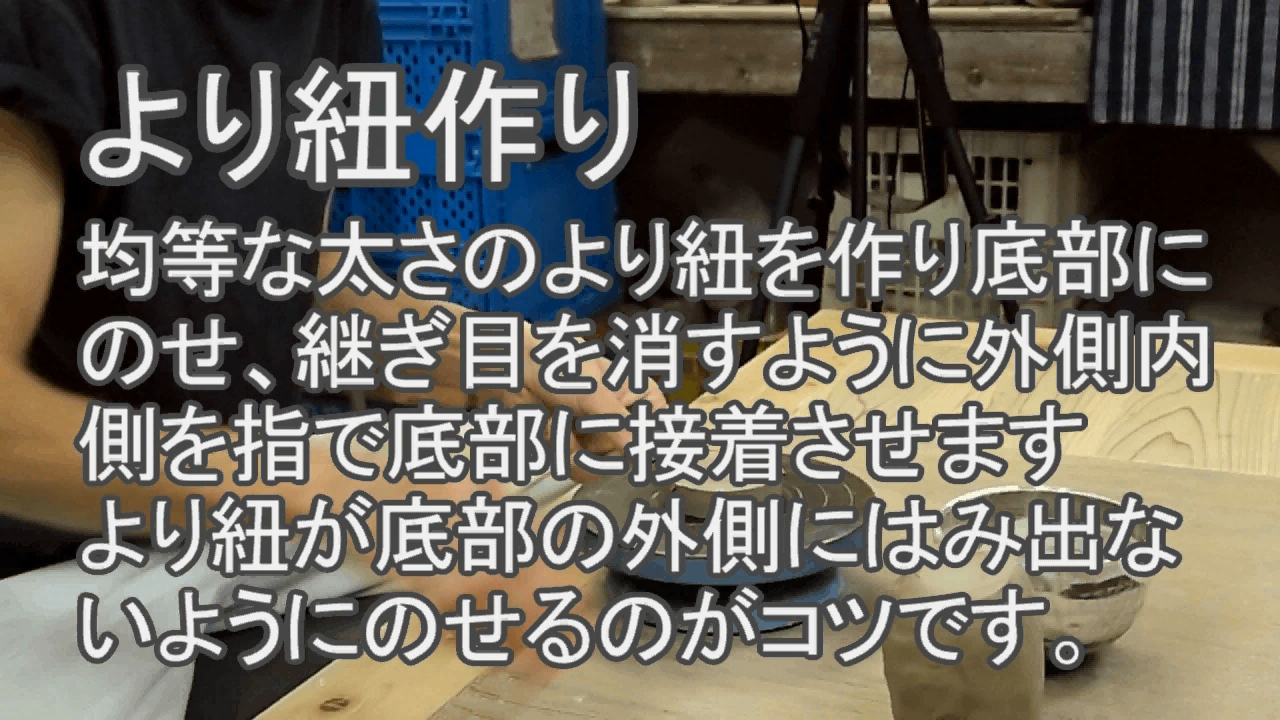 より紐作り
均等な太さのより紐を作り底部に
のせ、継ぎ目を消すように外側内
側を指で底部に接着させます
より紐が底部の外側にはみ出な
いようにのせるのがコツです。